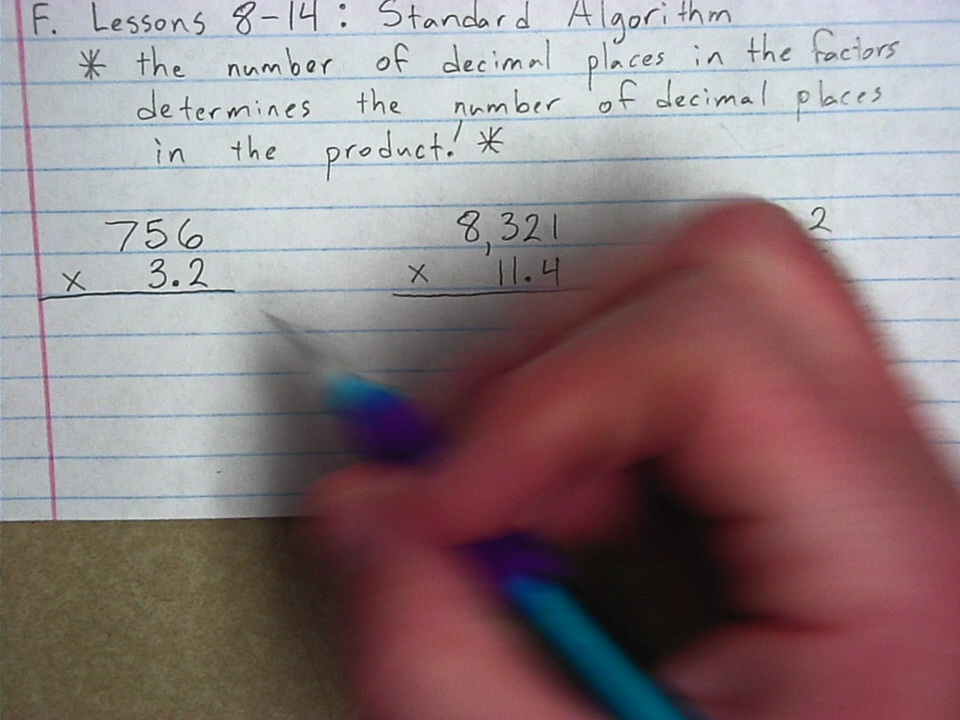 F. Lessons 8-14: Standard Algorithm
* the number of decimal places in the factors
determines the number of decimal places
in the product! *
756
x 3.2
8,321
x 11.4
2